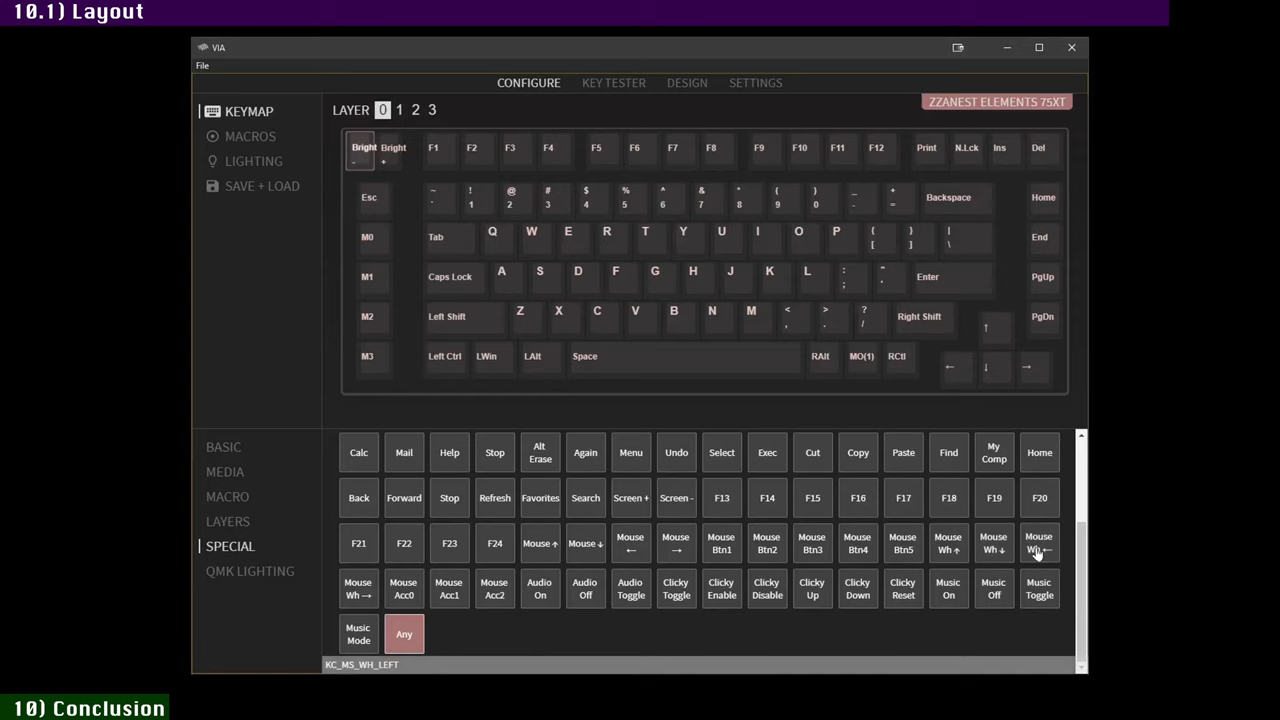 10.1) Layout
VIA
File
CONFIGURE KEY TESTER DESIGN SETTINGS
KEYMAP
MACROS
LIGHTING
SAVE + LOAD
LAYER 0 1 2 3
ZZANEST ELEMENTS 75XT
Bright - Bright + F1 F2 F3 F4 F5 F6 F7 F8 F9 F10 F11 F12 Print N.Lck Ins Del
Esc ~ ` ! 1 @ 2 # 3 $ 4 % 5 ^ 6 & 7 * 8 ( 9 ) 0 _ - + = Backspace Home
M0 Tab Q W E R T Y U I O P { [ } ] | \ End
M1 Caps Lock A S D F G H J K L : ; " ' Enter PgUp
M2 Left Shift Z X C V B N M < , > . ? / Right Shift ↑ PgDn
M3 Left Ctrl LWin LAlt Space RAlt MO(1) RCtl ← ↓ →
BASIC
MEDIA
MACRO
LAYERS
SPECIAL
QMK LIGHTING
Calc Mail Help Stop Alt Erase Again Menu Undo Select Exec Cut Copy Paste Find My Comp Home
Back Forward Stop Refresh Favorites Search Screen + Screen - F13 F14 F15 F16 F17 F18 F19 F20
F21 F22 F23 F24 Mouse ↑ Mouse ↓ Mouse ← Mouse → Mouse Btn1 Mouse Btn2 Mouse Btn3 Mouse Btn4 Mouse Btn5 Mouse Wh ↑ Mouse Wh ↓ Mouse Wh ←
Mouse Wh → Mouse Acc0 Mouse Acc1 Mouse Acc2 Audio On Audio Off Audio Toggle Clicky Toggle Clicky Enable Clicky Disable Clicky Up Clicky Down Clicky Reset Music On Music Off Music Toggle
Music Mode Any
KC_MS_WH_LEFT
10) Conclusion